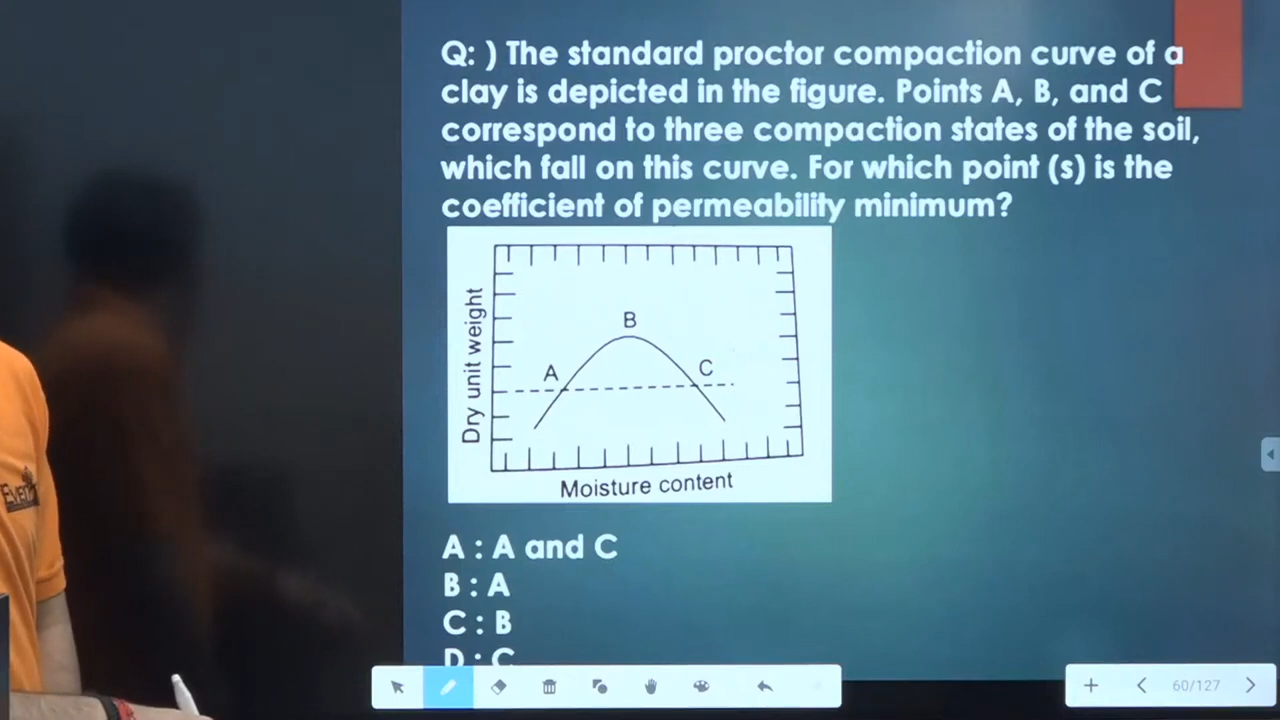 Q: ) The standard proctor compaction curve of a
clay is depicted in the figure. Points A, B, and C
correspond to three compaction states of the soil,
which fall on this curve. For which point (s) is the
coefficient of permeability minimum?
Dry unit weight
B
A
C
Moisture content
A : A and C
B : A
C : B
D : C
60/127